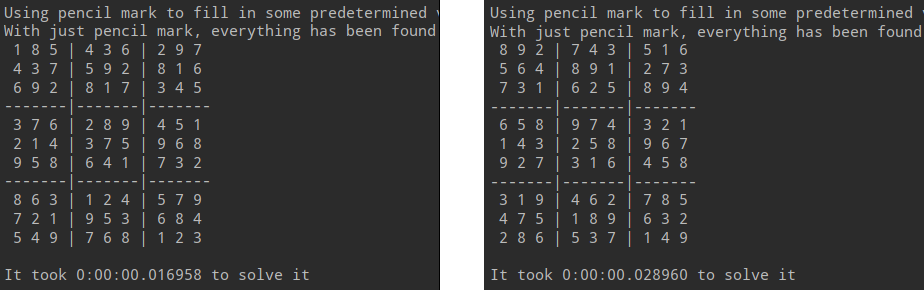 Using pencil mark to fill in some predetermined
With just pencil mark, everything has been found
1 8 5 | 4 3 6 | 2 9 7
4 3 7 | 5 9 2 | 8 1 6
6 9 2 | 8 1 7 | 3 4 5
-------|-------|-------
3 7 6 | 2 8 9 | 4 5 1
2 1 4 | 3 7 5 | 9 6 8
9 5 8 | 6 4 1 | 7 3 2
-------|-------|-------
8 6 3 | 1 2 4 | 5 7 9
7 2 1 | 9 5 3 | 6 8 4
5 4 9 | 7 6 8 | 1 2 3
It took 0:00:00.016958 to solve it
Using pencil mark to fill in some predetermined
With just pencil mark, everything has been found
8 9 2 | 7 4 3 | 5 1 6
5 6 4 | 8 9 1 | 2 7 3
7 3 1 | 6 2 5 | 8 9 4
-------|-------|-------
6 5 8 | 9 7 4 | 3 2 1
1 4 3 | 2 5 8 | 9 6 7
9 2 7 | 3 1 6 | 4 5 8
-------|-------|-------
3 1 9 | 4 6 2 | 7 8 5
4 7 5 | 1 8 9 | 6 3 2
2 8 6 | 5 3 7 | 1 4 9
It took 0:00:00.028960 to solve it